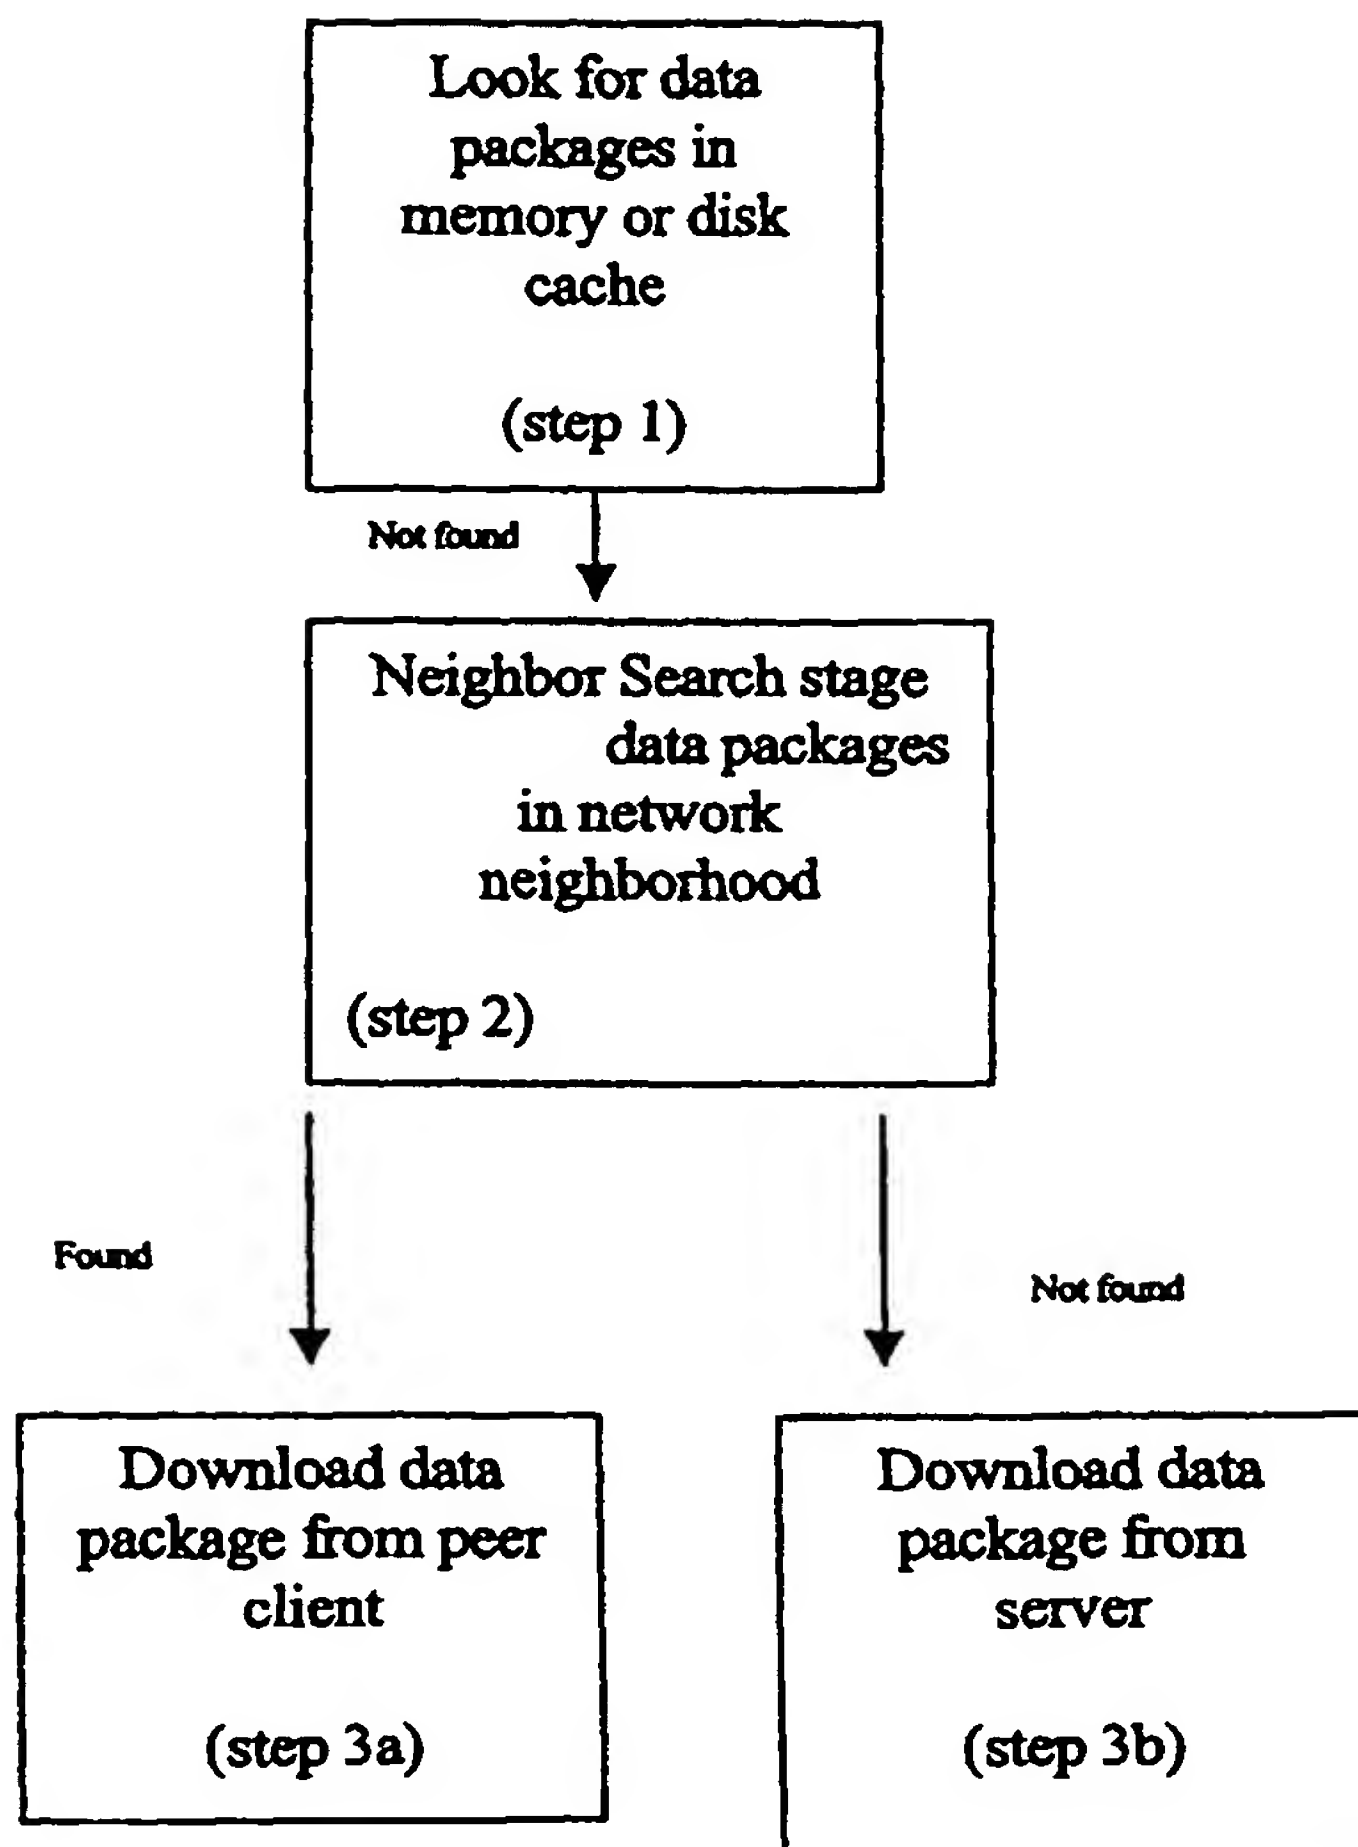 Look for data
packages in
memory or disk
cache
(step 1)
Not found
Neighbor Search stage
data packages
in network
neighborhood
(step 2)
Found
Not found
Download data
package from peer
client
(step 3a)
Download data
package from
server
(step 3b)